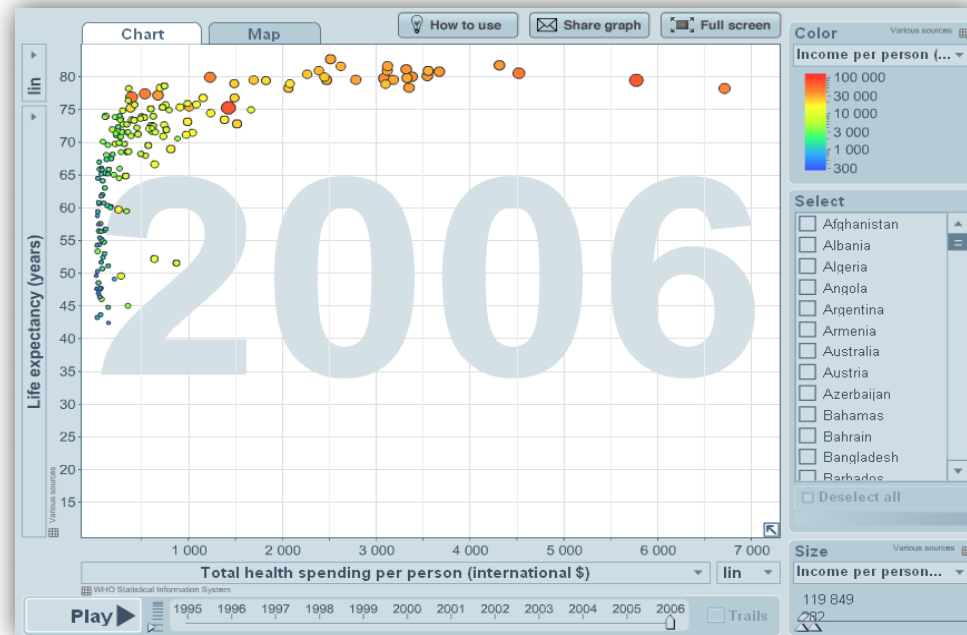 Chart
Map
How to use
Share graph
Full screen
lin
Life expectancy (years)
Various sources
80
75
70
65
60
55
50
45
40
35
30
25
20
15
2006
1 000
2 000
3 000
4 000
5 000
6 000
7 000
Total health spending per person (international $)
lin
WHO Statistical Information System
Play
1995 1996 1997 1998 1999 2000 2001 2002 2003 2004 2005 2006
Trails
Color
Various sources
Income per person (...
100 000
30 000
10 000
3 000
1 000
300
Select
Afghanistan
Albania
Algeria
Angola
Argentina
Armenia
Australia
Austria
Azerbaijan
Bahamas
Bahrain
Bangladesh
Barbados
Deselect all
Size
Various sources
Income per person...
119 849
282